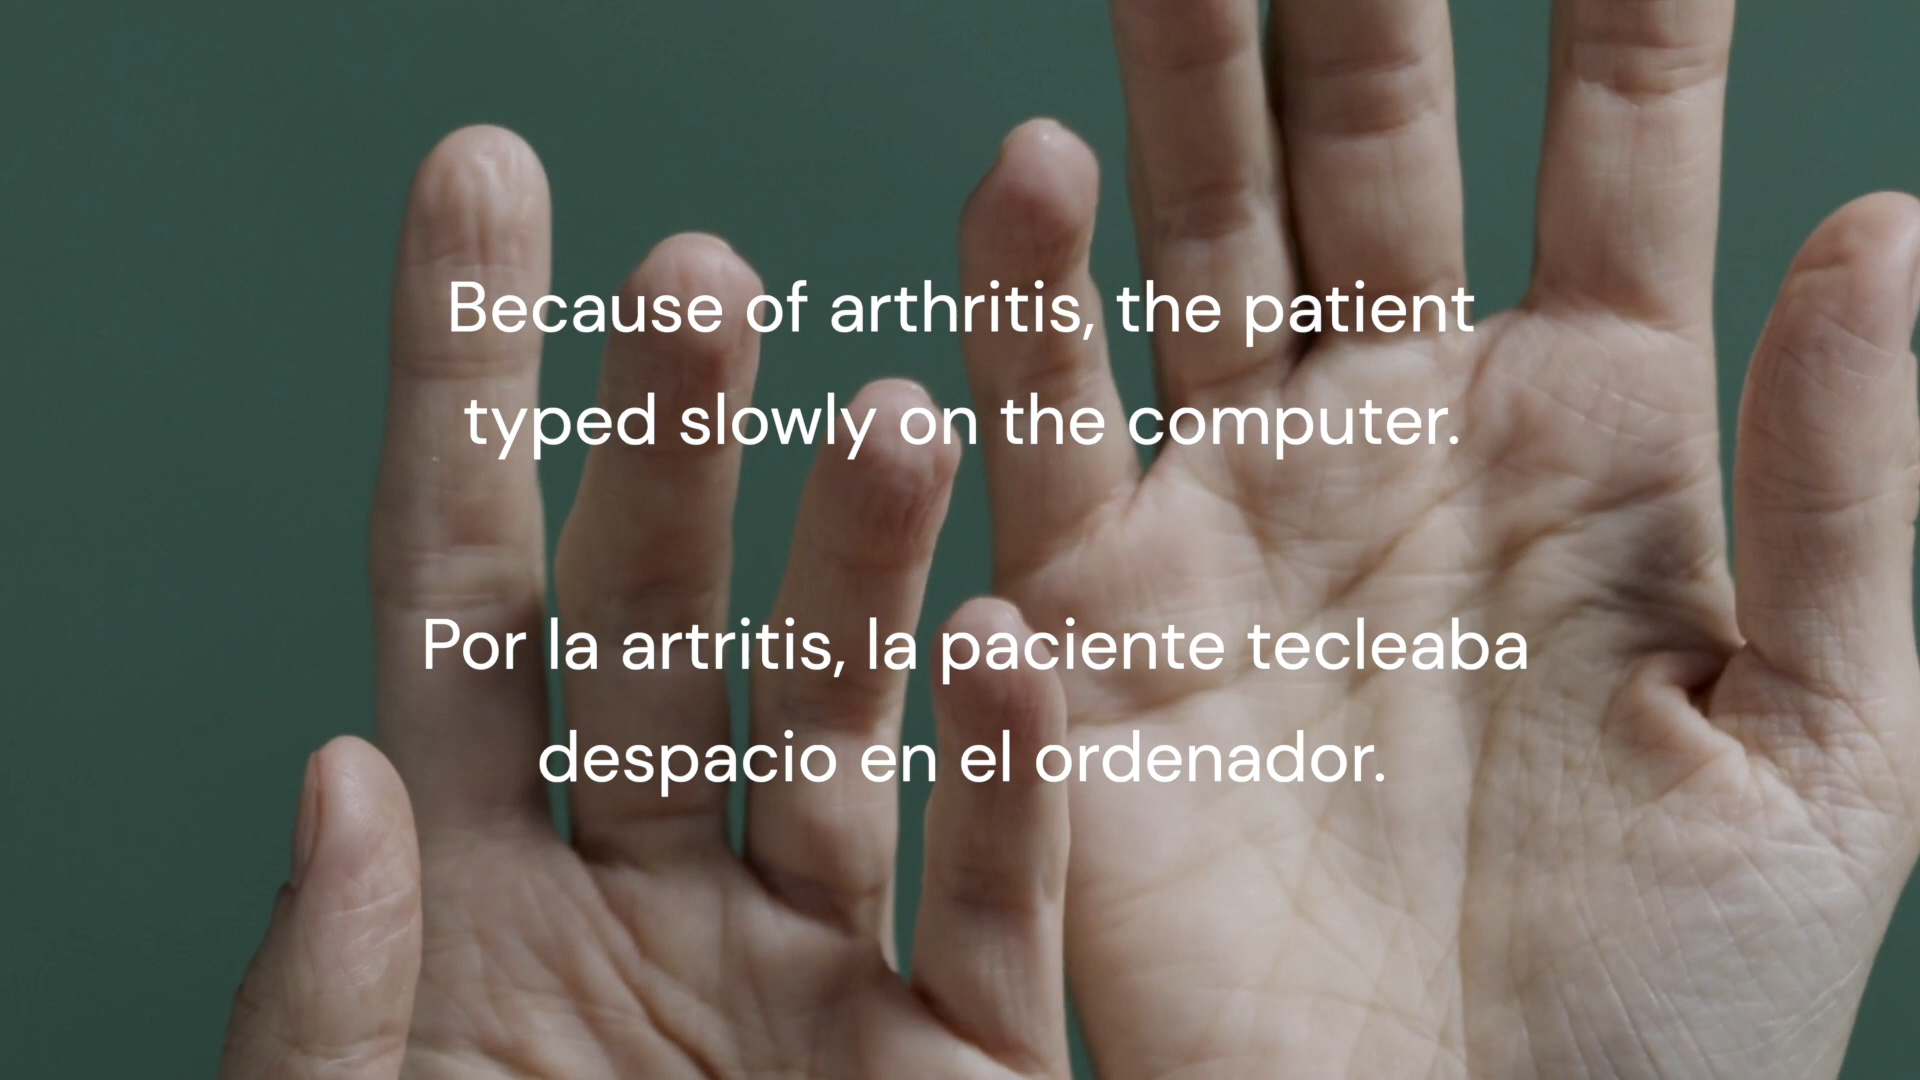 Because of arthritis, the patient
typed slowly on the computer.
Por la artritis, la paciente tecleaba
despacio en el ordenador.